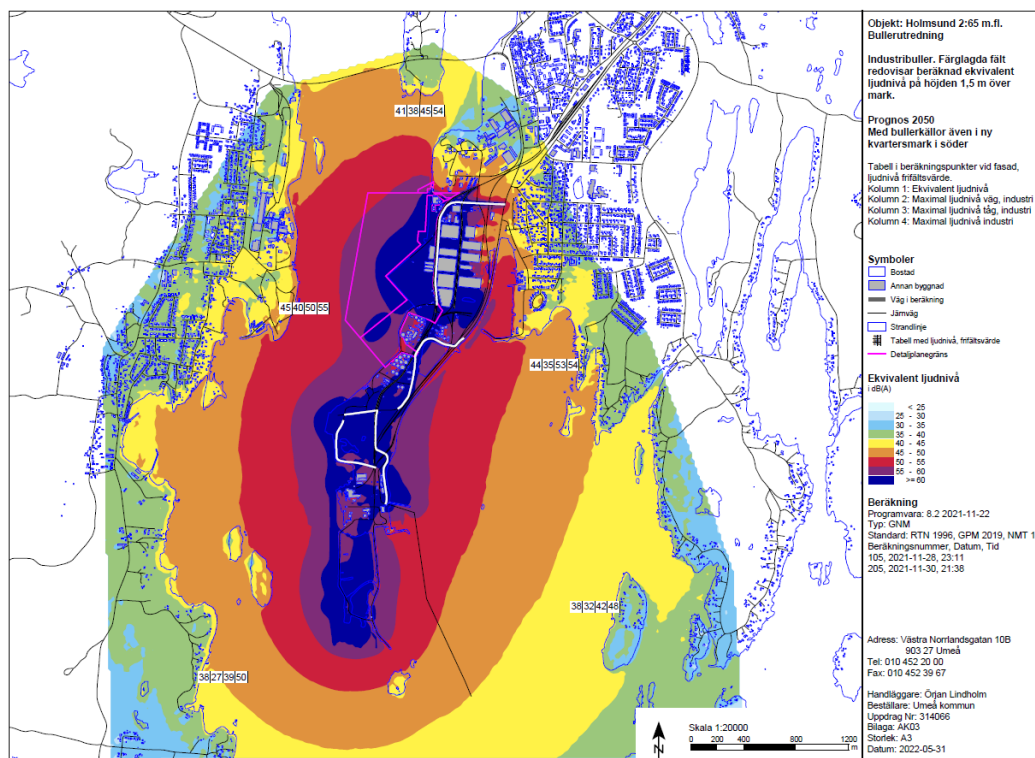 Objekt: Holmsund 2:65 m.fl.
Bullerutredning
Industribuller. Färglagda fält
redovisar beräknad ekvivalent
ljudnivå på höjden 1,5 m över
mark.
Prognos 2050
Med bullerkällor även i ny
kvartersmark i söder
Tabell i beräkningspunkter vid fasad,
ljudnivå frifältsvärde.
Kolumn 1: Ekvivalent ljudnivå
Kolumn 2: Maximal ljudnivå väg, industri
Kolumn 3: Maximal ljudnivå tåg, industri
Kolumn 4: Maximal ljudnivå industri
Symboler
Bostad
Annan byggnad
Väg i beräkning
Järnväg
Strandlinje
Tabell med ljudnivå, frifältsvärde
Detaljplanegräns
Ekvivalent ljudnivå
i dB(A)
< 25
25 - 30
30 - 35
35 - 40
40 - 45
45 - 50
50 - 55
55 - 60
>= 60
Beräkning
Programvara: 8.2 2021-11-22
Typ: GNM
Standard: RTN 1996, GPM 2019, NMT 1
Beräkningsnummer, Datum, Tid
105, 2021-11-28, 23:11
205, 2021-11-30, 21:38
Adress: Västra Norrlandsgatan 10B
903 27 Umeå
Tel: 010 452 20 00
Fax: 010 452 39 67
Handläggare: Örjan Lindholm
Beställare: Umeå kommun
Uppdrag Nr: 314066
Bilaga: AK03
Storlek: A3
Datum: 2022-05-31
41 38 45 54
45 40 50 55
44 35 53 54
38 32 42 48
38 27 39 50
N
Skala 1:20000
0 200 400 800 1200
m